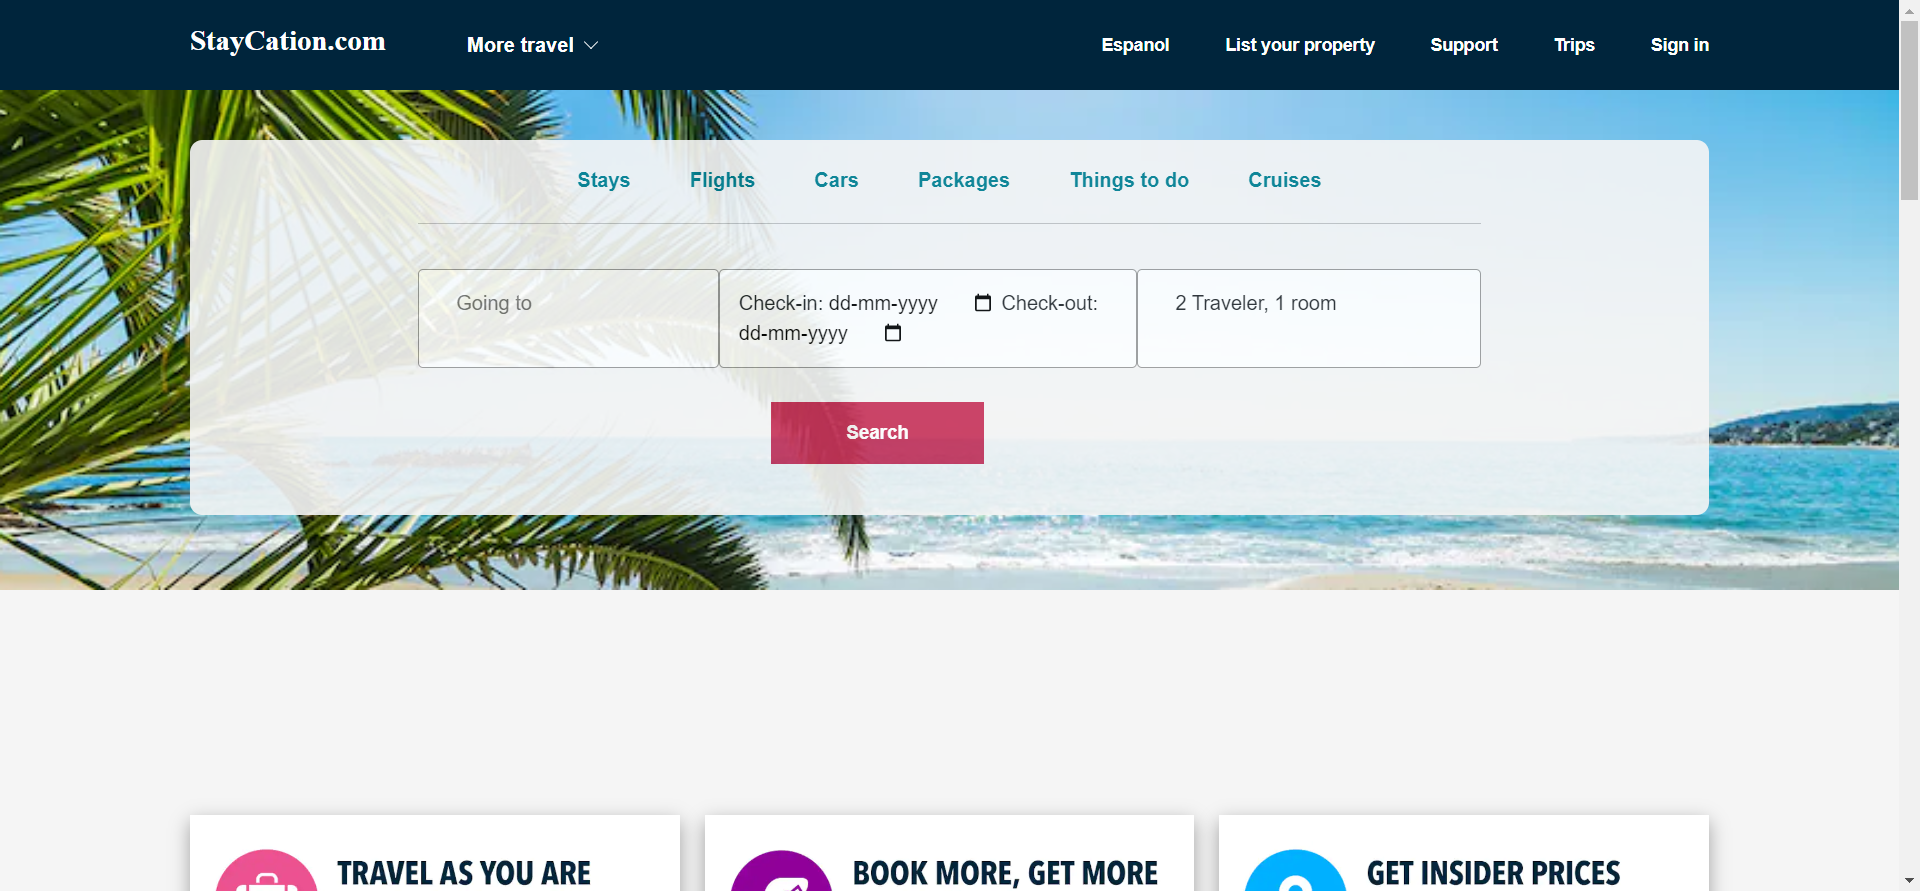 StayCation.com
More travel
Espanol
List your property
Support
Trips
Sign in
Stays
Flights
Cars
Packages
Things to do
Cruises
Going to
Check-in: dd-mm-yyyy Check-out:
dd-mm-yyyy
2 Traveler, 1 room
Search
TRAVEL AS YOU ARE
BOOK MORE, GET MORE
GET INSIDER PRICES